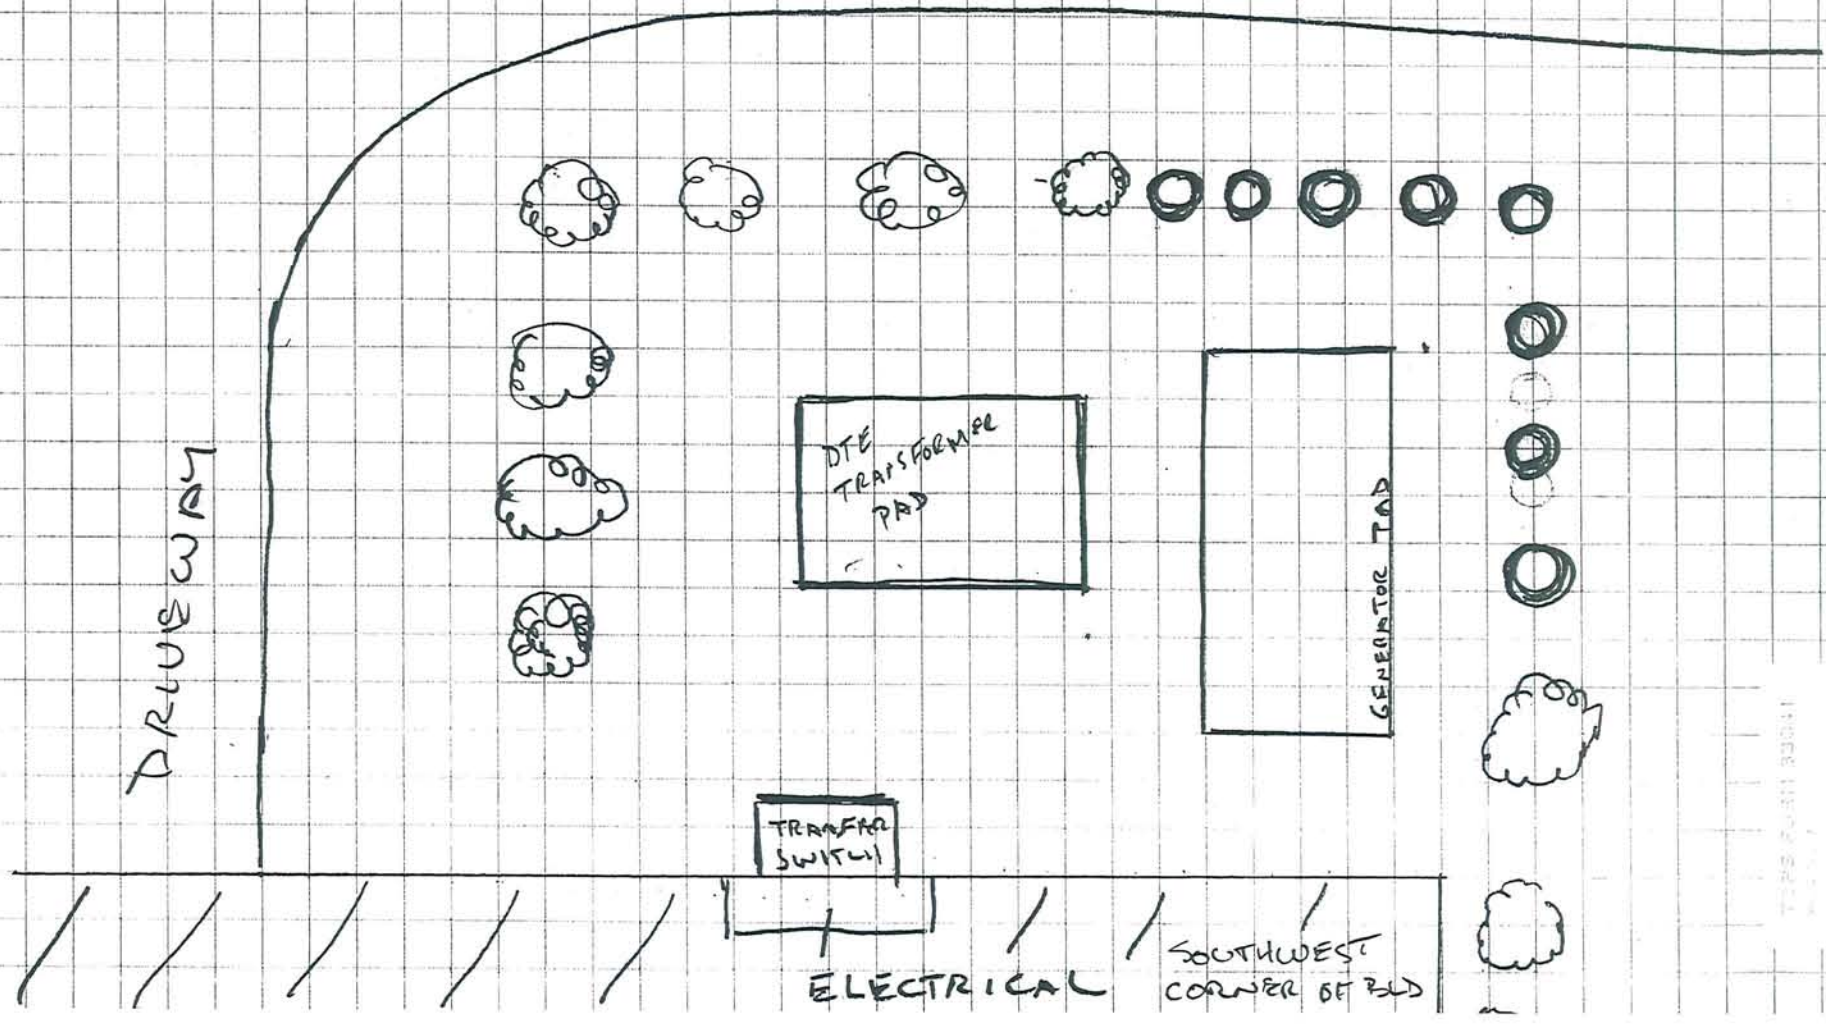 DRIVEWAY
DTE
TRANSFORMER
PAD
GENERATOR PAD
TRANSFER
SWITCH
ELECTRICAL
SOUTHWEST
CORNER OF BLD